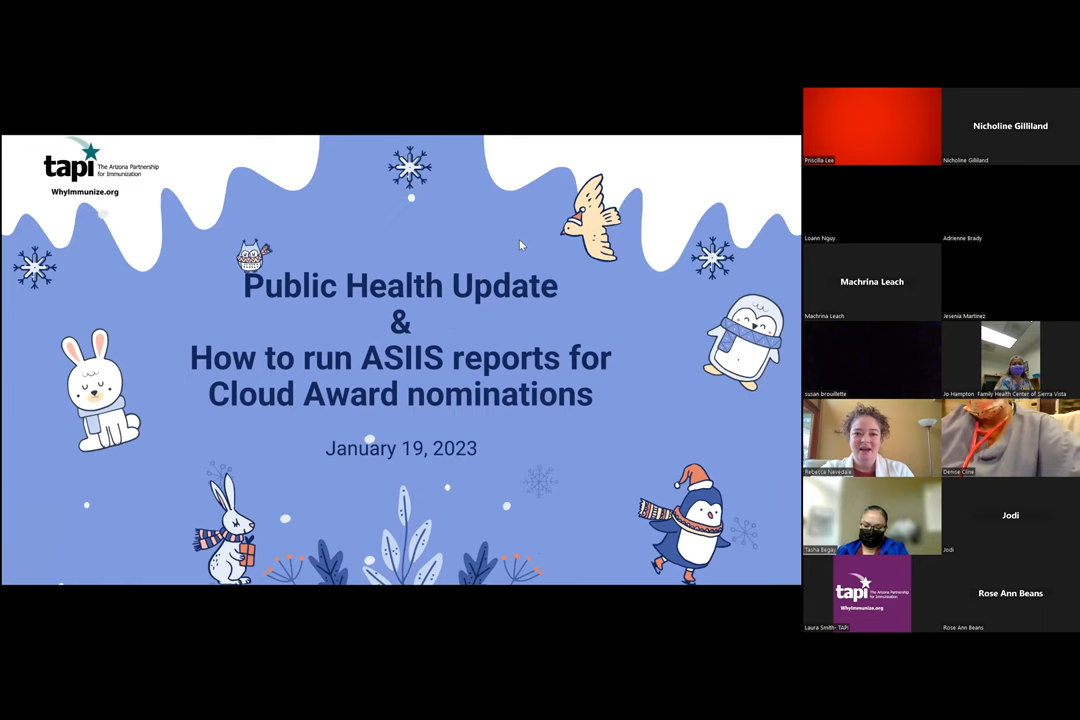 tapi The Arizona Partnership
for Immunization
WhyImmunize.org
Public Health Update
&
How to run ASIIS reports for
Cloud Award nominations
January 19, 2023
Priscilla Lee
Nicholine Gilliland
Nicholine Gilliland
Loann Nguy
Adrienne Brady
Machrina Leach
Machrina Leach
Jesenia Martinez
susan brouillette
Jo Hampton Family Health Center of Sierra Vista
Rebecca Nevedale
Denise Cline
Tasha Begay
Jodi
Jodi
tapi The Arizona Partnership
for Immunization
WhyImmunize.org
Laura Smith- TAPI
Rose Ann Beans
Rose Ann Beans